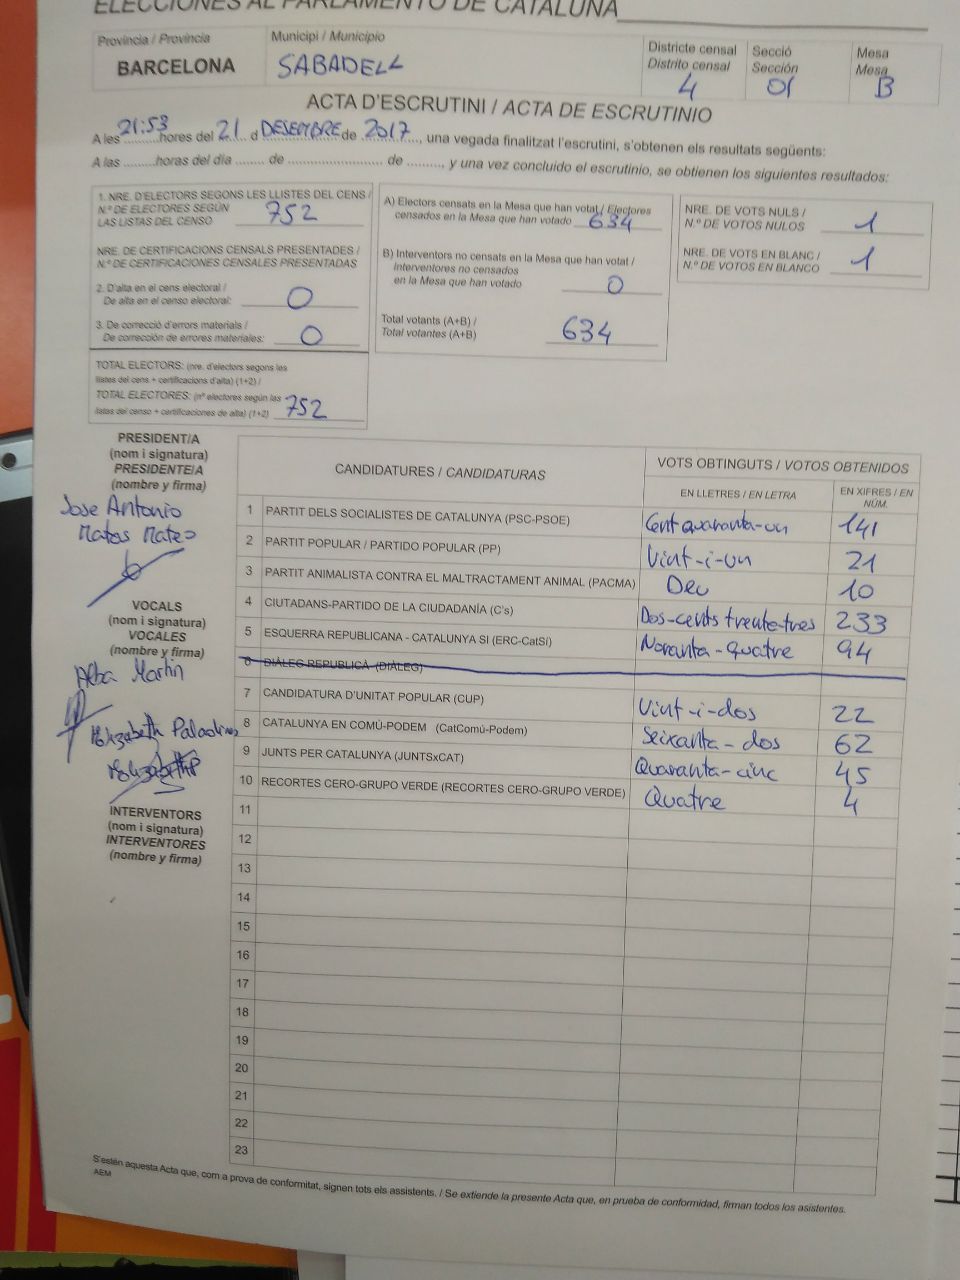 ELECCIONES AL PARLAMENTO DE CATALUÑA
Província / Provincia
BARCELONA
Municipi / Municipio
SABADELL
Districte censal
Distrito censal
4
Secció
Sección
01
Mesa
Mesa
B
ACTA D'ESCRUTINI / ACTA DE ESCRUTINIO
A les 21:53 hores del 21 d DESEMBRE de 2017, una vegada finalitzat l'escrutini, s'obtenen els resultats següents:
A las .........horas del día ........ de .......................... de .........., y una vez concluido el escrutinio, se obtienen los siguientes resultados:
1. NRE. D'ELECTORS SEGONS LES LLISTES DEL CENS /
N.º DE ELECTORES SEGÚN
LAS LISTAS DEL CENSO
752
NRE. DE CERTIFICACIONS CENSALS PRESENTADES /
N.º DE CERTIFICACIONES CENSALES PRESENTADAS
2. D'alta en el cens electoral /
De alta en el censo electoral:
0
3. De correcció d'errors materials /
De corrección de errores materiales:
0
TOTAL ELECTORS: (nre. d'electors segons les
llistes del cens + certificacions d'alta) (1+2) /
TOTAL ELECTORES. (nº electores según las
listas del censo + certificaciones de alta) (1+2)
752
A) Electors censats en la Mesa que han votat / Electores
censados en la Mesa que han votado
634
B) Interventors no censats en la Mesa que han votat /
Interventores no censados
en la Mesa que han votado
0
Total votants (A+B) /
Total votantes (A+B)
634
NRE. DE VOTS NULS /
N.º DE VOTOS NULOS
1
NRE. DE VOTS EN BLANC /
N.º DE VOTOS EN BLANCO
1
PRESIDENT/A
(nom i signatura)
PRESIDENTE/A
(nombre y firma)
Jose Antonio
Matas Mateo
VOCALS
(nom i signatura)
VOCALES
(nombre y firma)
Alba Martin
Elizabeth
INTERVENTORS
(nom i signatura)
INTERVENTORES
(nombre y firma)
CANDIDATURES / CANDIDATURAS
VOTS OBTINGUTS / VOTOS OBTENIDOS
EN LLETRES / EN LETRA
EN XIFRES / EN
NÚM.
1 PARTIT DELS SOCIALISTES DE CATALUNYA (PSC-PSOE) Cent quaranta-un 141
2 PARTIT POPULAR / PARTIDO POPULAR (PP) Vint-i-un 21
3 PARTIT ANIMALISTA CONTRA EL MALTRACTAMENT ANIMAL (PACMA) Deu 10
4 CIUTADANS-PARTIDO DE LA CIUDADANÍA (C's) Dos-cents trenta-tres 233
5 ESQUERRA REPUBLICANA - CATALUNYA SI (ERC-CatSí) Noranta-quatre 94
6 DIÀLEG REPUBLICÀ (DIÀLEG)
7 CANDIDATURA D'UNITAT POPULAR (CUP) Vint-i-dos 22
8 CATALUNYA EN COMÚ-PODEM (CatComú-Podem) Seixanta-dos 62
9 JUNTS PER CATALUNYA (JUNTSxCAT) Quaranta-cinc 45
10 RECORTES CERO-GRUPO VERDE (RECORTES CERO-GRUPO VERDE) Quatre 4
11
12
13
14
15
16
17
18
19
20
21
22
23
S'estén aquesta Acta que, com a prova de conformitat, signen tots els assistents. / Se extiende la presente Acta que, en prueba de conformidad, firman todos los asistentes.
AEM